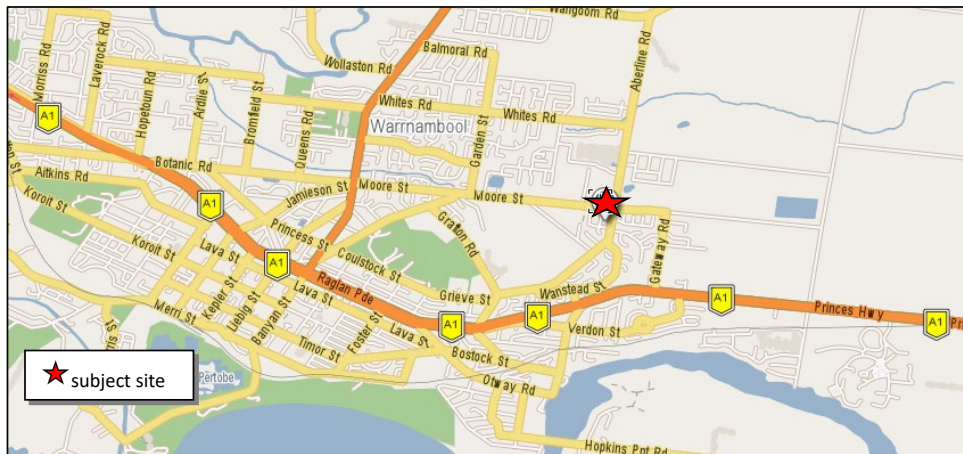 Wangoom Rd
Morriss Rd
Laverock Rd
Balmoral Rd
Wollaston Rd
Aberline Rd
Hopetoun Rd
Ardlie St
Bromfield St
Whites Rd
Whites Rd
A1
Queens Rd
Warrnambool
Garden St
Botanic Rd
Aitkins Rd
Jamieson St
Moore St
Moore St
Koroit St
A1
Princess St
Grafton Rd
Gateway Rd
Koroit St
Lava St
Coulstock St
A1
Raglan Pde
Grieve St
Wanstead St
Kepler St
Liebig St
Banyan St
Lava St
A1
Princes Hwy
Merri St
Foster St
Lava St
A1
A1
Verdon St
A1
Timor St
Bostock St
subject site
Pertobe
Otway Rd
Hopkins Pnt Rd